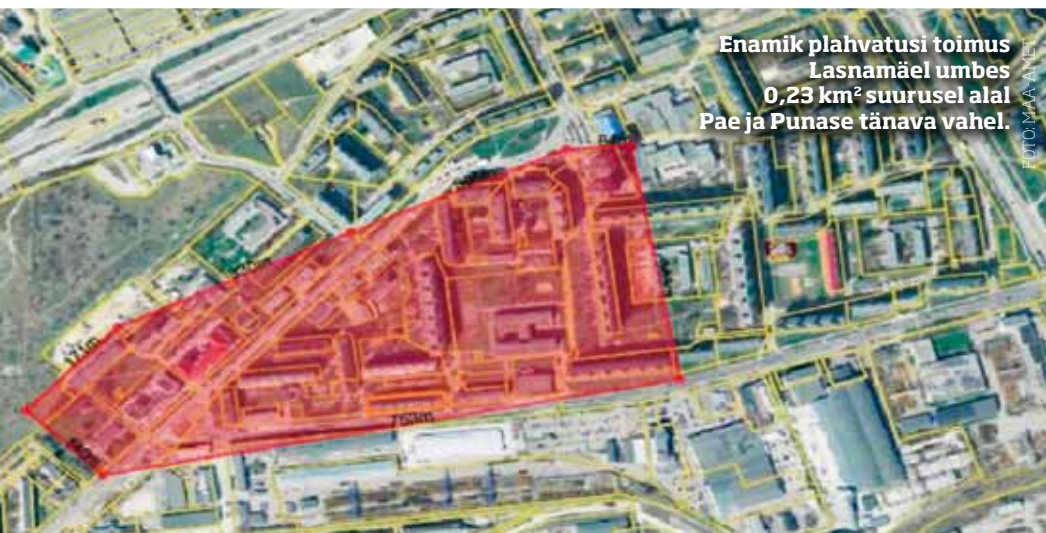 Enamik plahvatusi toimus
Lasnamäel umbes
0,23 km² suurusel alal
Pae ja Punase tänava vahel.
FOTO: MAA-AMET